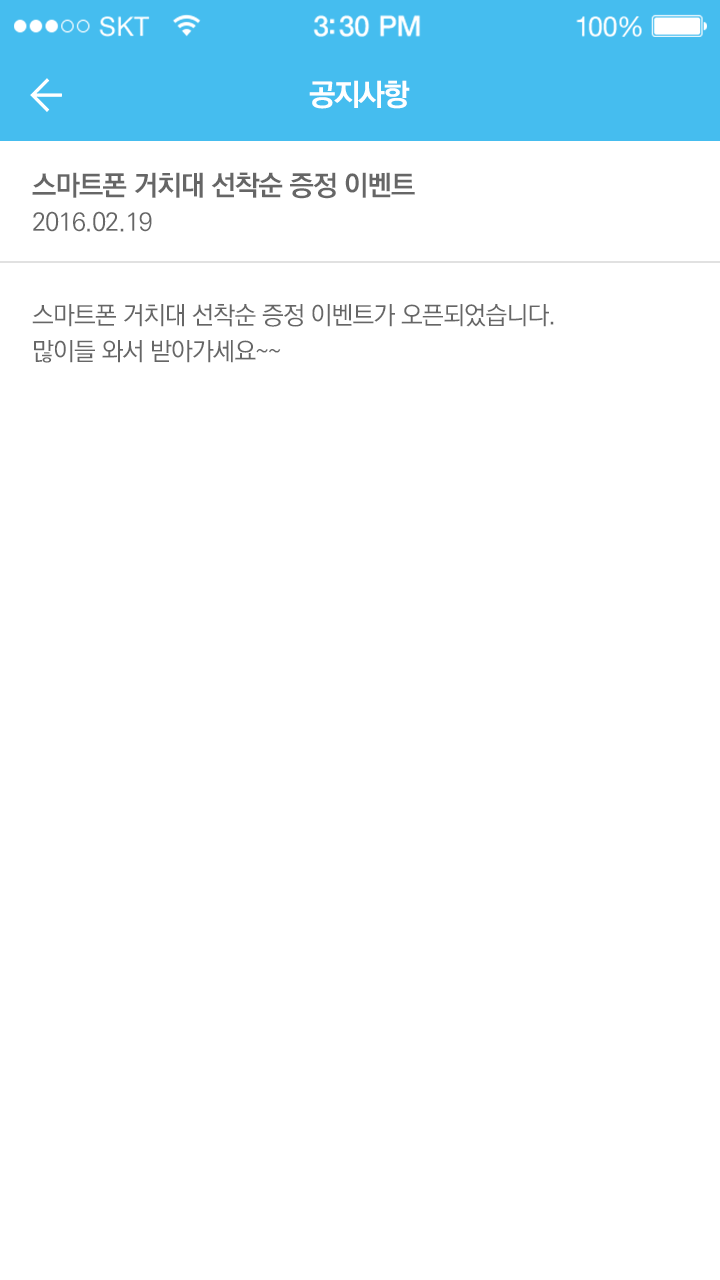 SKT 3:30 PM 100%
공지사항
스마트폰 거치대 선착순 증정 이벤트
2016.02.19
스마트폰 거치대 선착순 증정 이벤트가 오픈되었습니다.
많이들 와서 받아가세요~~